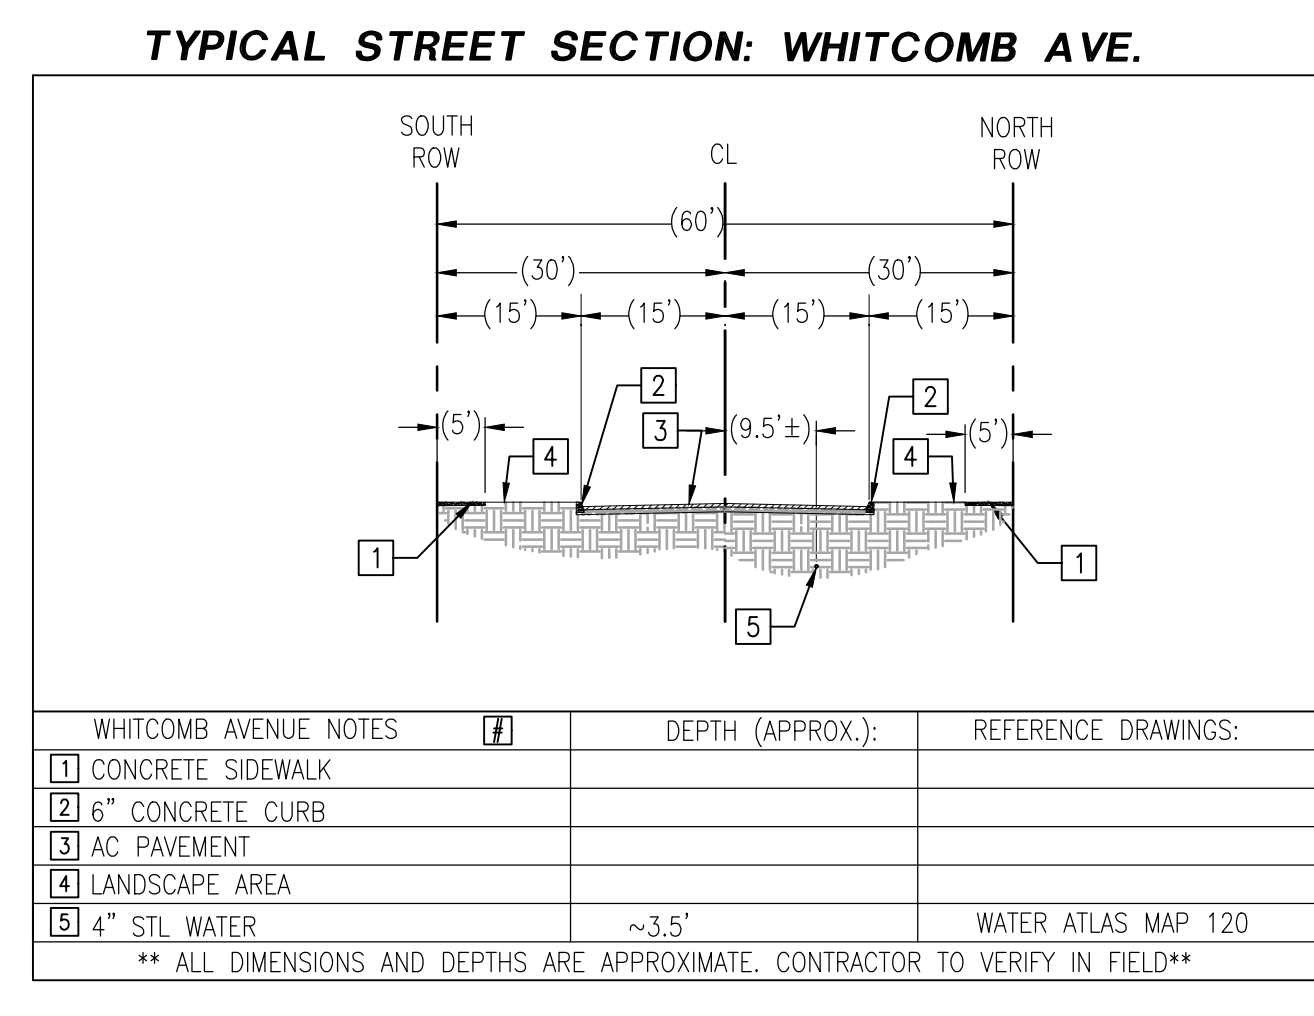 TYPICAL STREET SECTION: WHITCOMB AVE.
SOUTH
ROW
CL
NORTH
ROW
(60')
(30') (30')
(15') (15') (15') (15')
2
2
(5') 3 (9.5'±) (5')
4 4
1 1
5
WHITCOMB AVENUE NOTES # DEPTH (APPROX.): REFERENCE DRAWINGS:
1 CONCRETE SIDEWALK
2 6" CONCRETE CURB
3 AC PAVEMENT
4 LANDSCAPE AREA
5 4" STL WATER ~3.5' WATER ATLAS MAP 120
** ALL DIMENSIONS AND DEPTHS ARE APPROXIMATE. CONTRACTOR TO VERIFY IN FIELD**